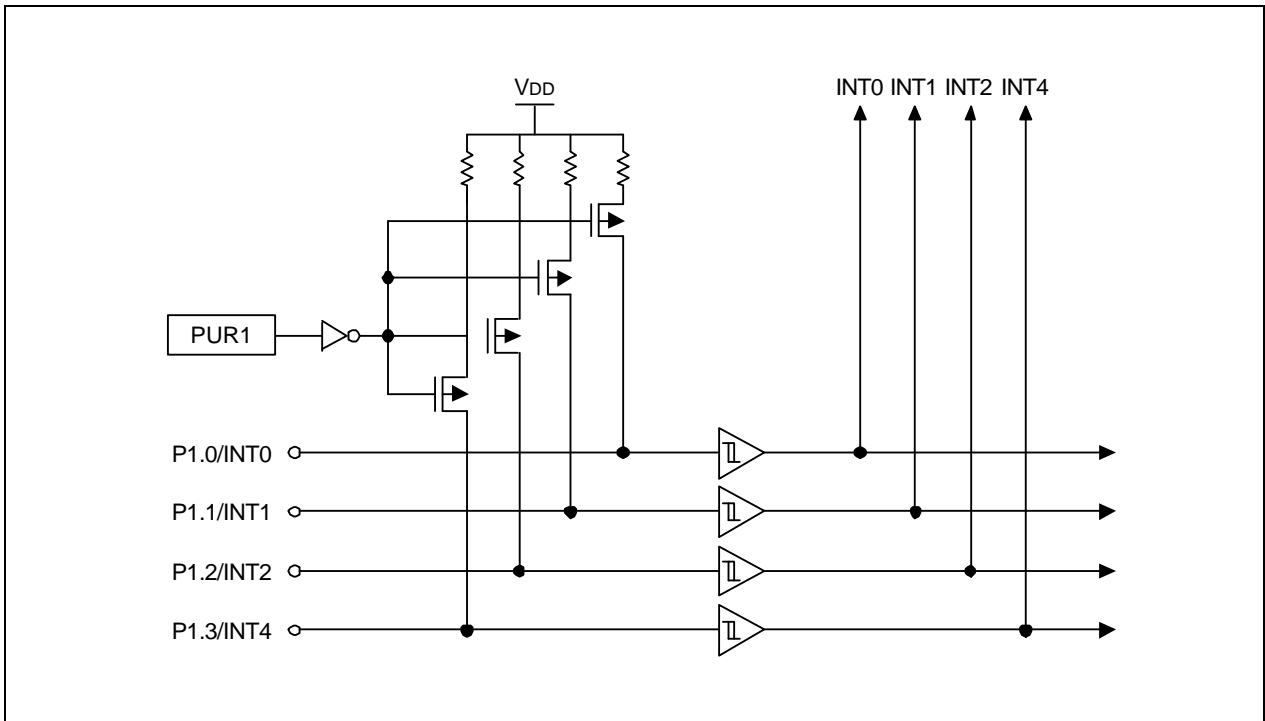 VDD
INT0 INT1 INT2 INT4
PUR1
P1.0/INT0
P1.1/INT1
P1.2/INT2
P1.3/INT4